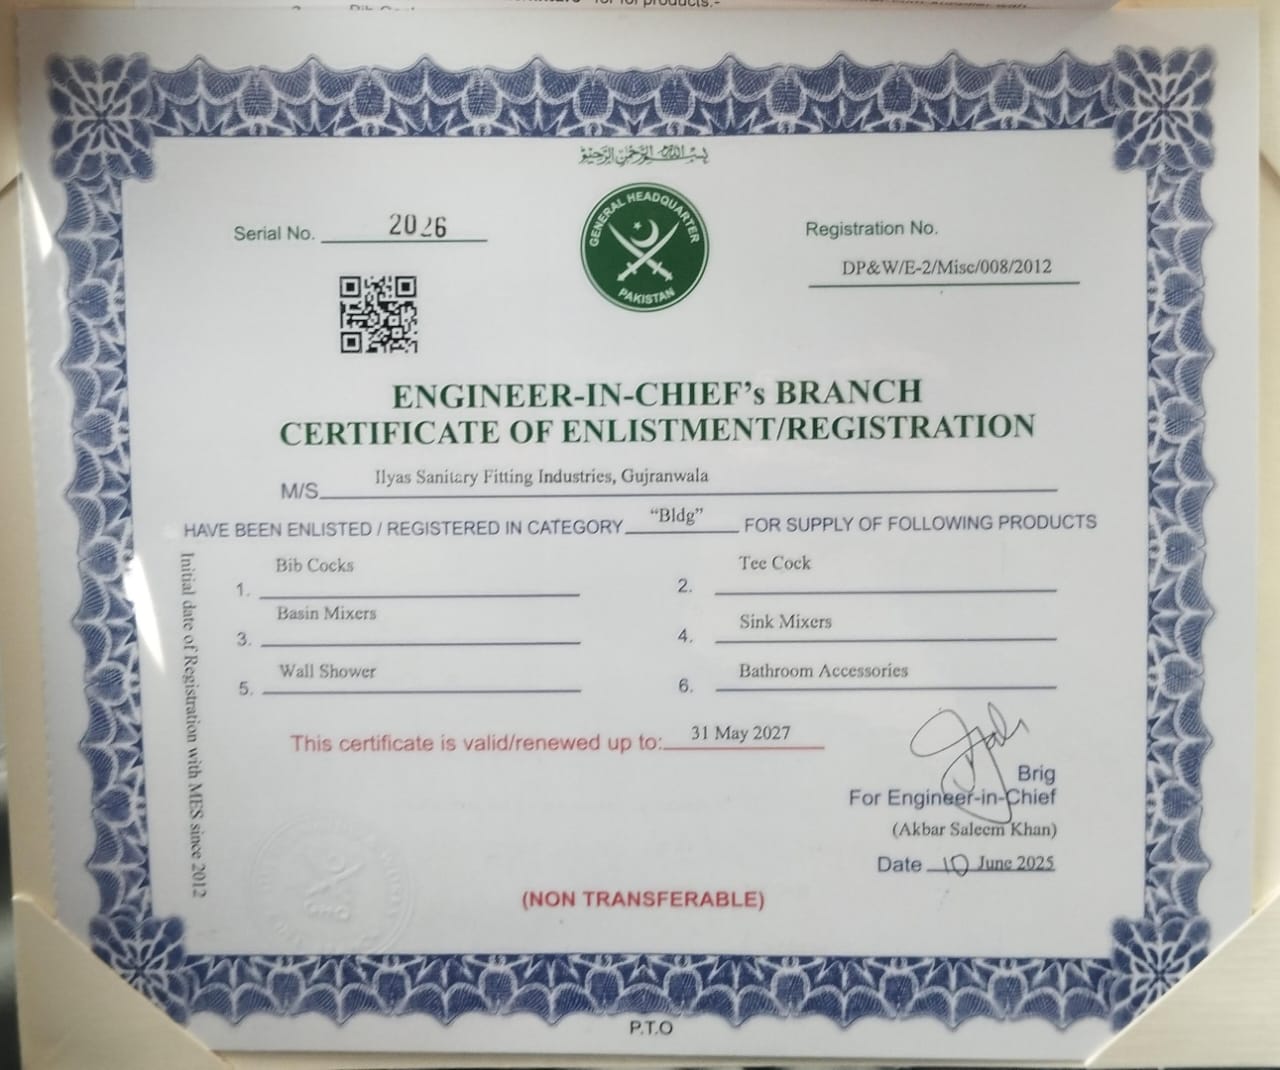 for products.-
بسم الله الرحمن الرحيم
Serial No. 2026
GENERAL HEADQUARTER
PAKISTAN
Registration No.
DP&W/E-2/Misc/008/2012
ENGINEER-IN-CHIEF’s BRANCH
CERTIFICATE OF ENLISTMENT/REGISTRATION
M/S Ilyas Sanitary Fitting Industries, Gujranwala
HAVE BEEN ENLISTED / REGISTERED IN CATEGORY “Bldg” FOR SUPPLY OF FOLLOWING PRODUCTS
1. Bib Cocks
2. Tee Cock
3. Basin Mixers
4. Sink Mixers
5. Wall Shower
6. Bathroom Accessories
Initial date of Registration with MES since 2012
This certificate is valid/renewed up to: 31 May 2027
Brig
For Engineer-in-Chief
(Akbar Saleem Khan)
Date 10 June 2025
(NON TRANSFERABLE)
P.T.O